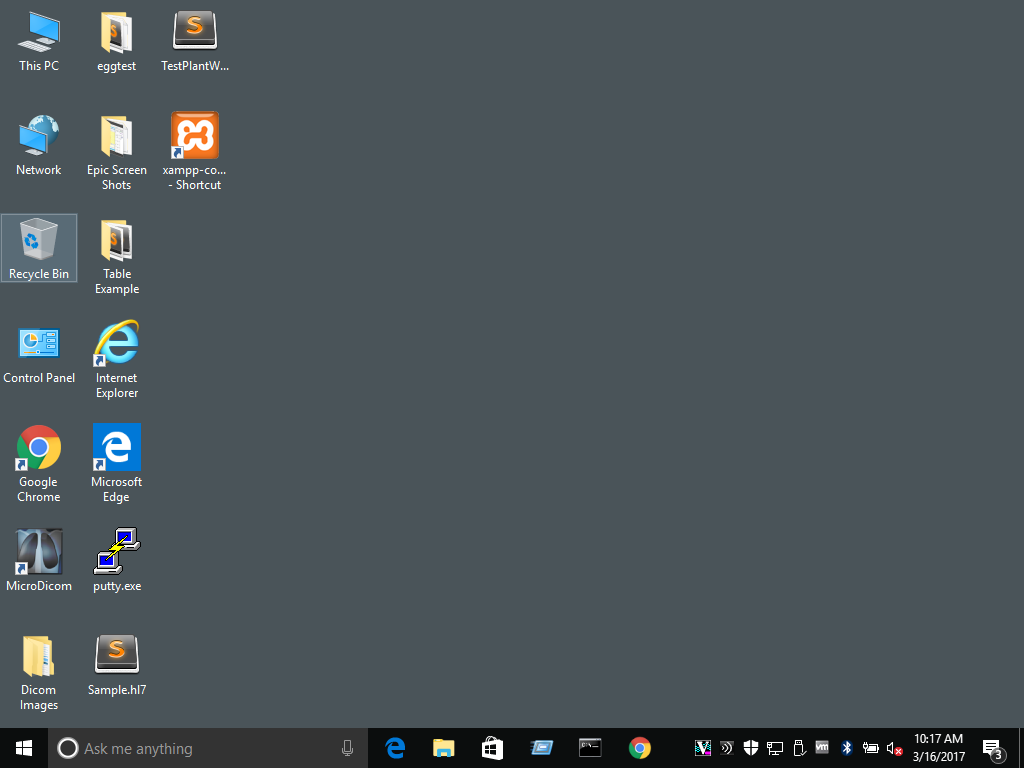 This PC
eggtest
TestPlantW...
Network
Epic Screen
Shots
xampp-co...
- Shortcut
Recycle Bin
Table
Example
Control Panel
Internet
Explorer
Google
Chrome
Microsoft
Edge
MicroDicom
putty.exe
Dicom
Images
Sample.hl7
Ask me anything
vm
10:17 AM
3/16/2017
3